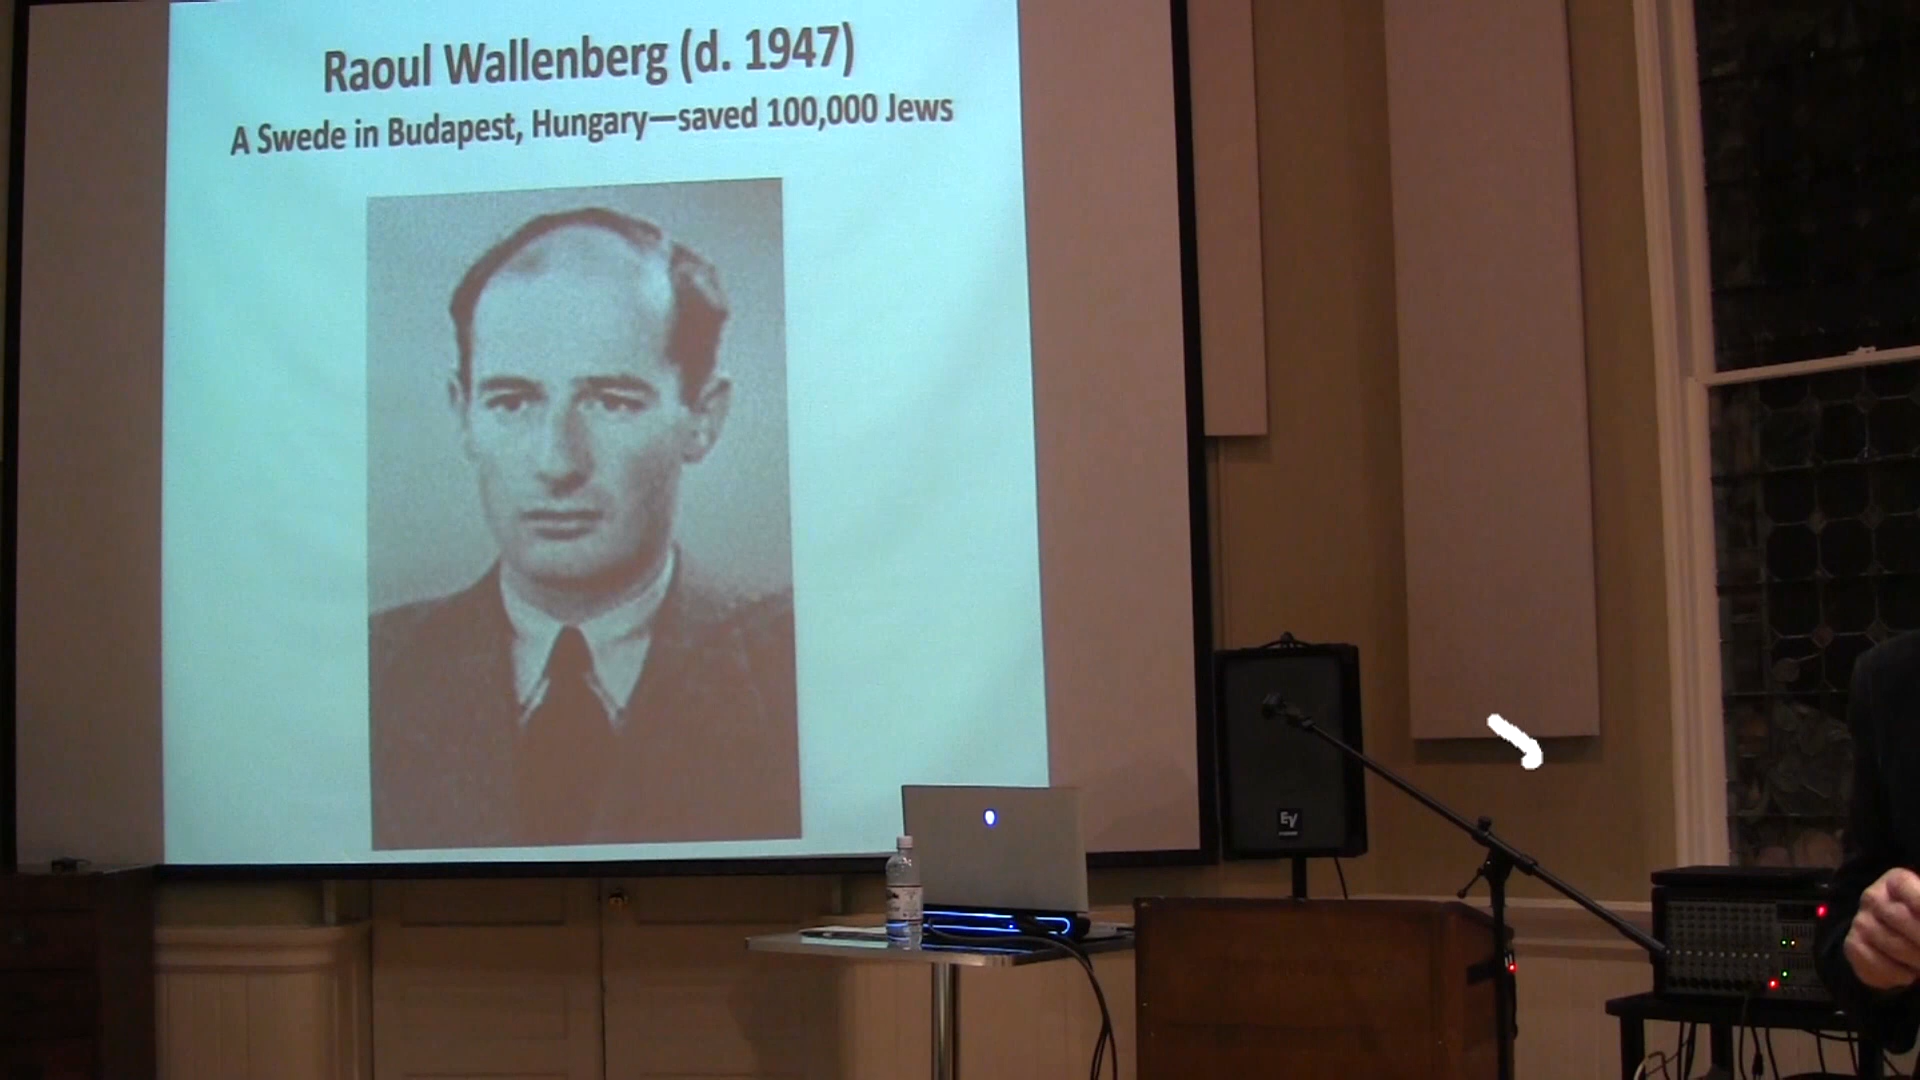 Raoul Wallenberg (d. 1947)
A Swede in Budapest, Hungary—saved 100,000 Jews
EV